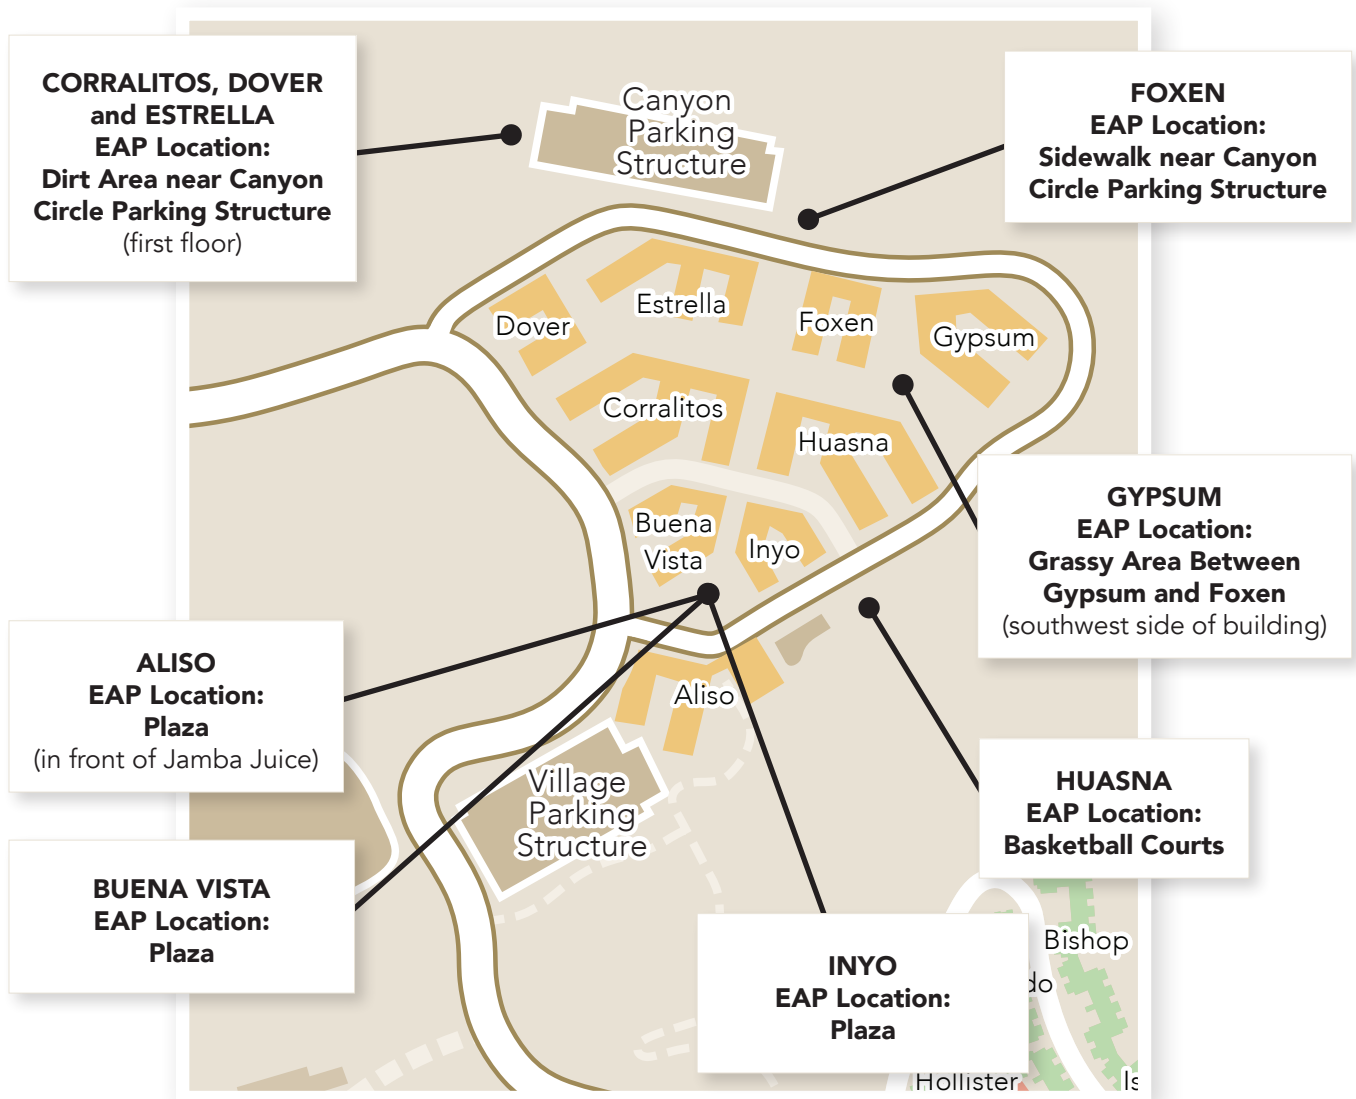 CORRALITOS, DOVER
and ESTRELLA
EAP Location:
Dirt Area near Canyon
Circle Parking Structure
(first floor)
Canyon
Parking
Structure
FOXEN
EAP Location:
Sidewalk near Canyon
Circle Parking Structure
Dover
Estrella
Foxen
Gypsum
Corralitos
Huasna
Buena
Vista
Inyo
GYPSUM
EAP Location:
Grassy Area Between
Gypsum and Foxen
(southwest side of building)
ALISO
EAP Location:
Plaza
(in front of Jamba Juice)
Aliso
Village
Parking
Structure
HUASNA
EAP Location:
Basketball Courts
BUENA VISTA
EAP Location:
Plaza
INYO
EAP Location:
Plaza
Bishop
do
Hollister
Is